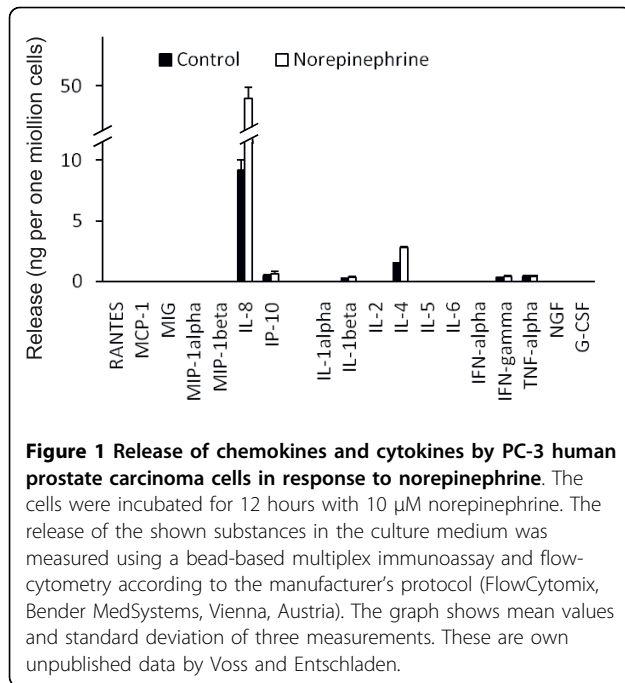 Control Norepinephrine
Release (ng per one miollion cells)
50
10
5
0
RANTES
MCP-1
MIG
MIP-1alpha
MIP-1beta
IL-8
IP-10
IL-1alpha
IL-1beta
IL-2
IL-4
IL-5
IL-6
IFN-alpha
IFN-gamma
TNF-alpha
NGF
G-CSF
Figure 1 Release of chemokines and cytokines by PC-3 human
prostate carcinoma cells in response to norepinephrine. The
cells were incubated for 12 hours with 10 μM norepinephrine. The
release of the shown substances in the culture medium was
measured using a bead-based multiplex immunoassay and flow-
cytometry according to the manufacturer's protocol (FlowCytomix,
Bender MedSystems, Vienna, Austria). The graph shows mean values
and standard deviation of three measurements. These are own
unpublished data by Voss and Entschladen.